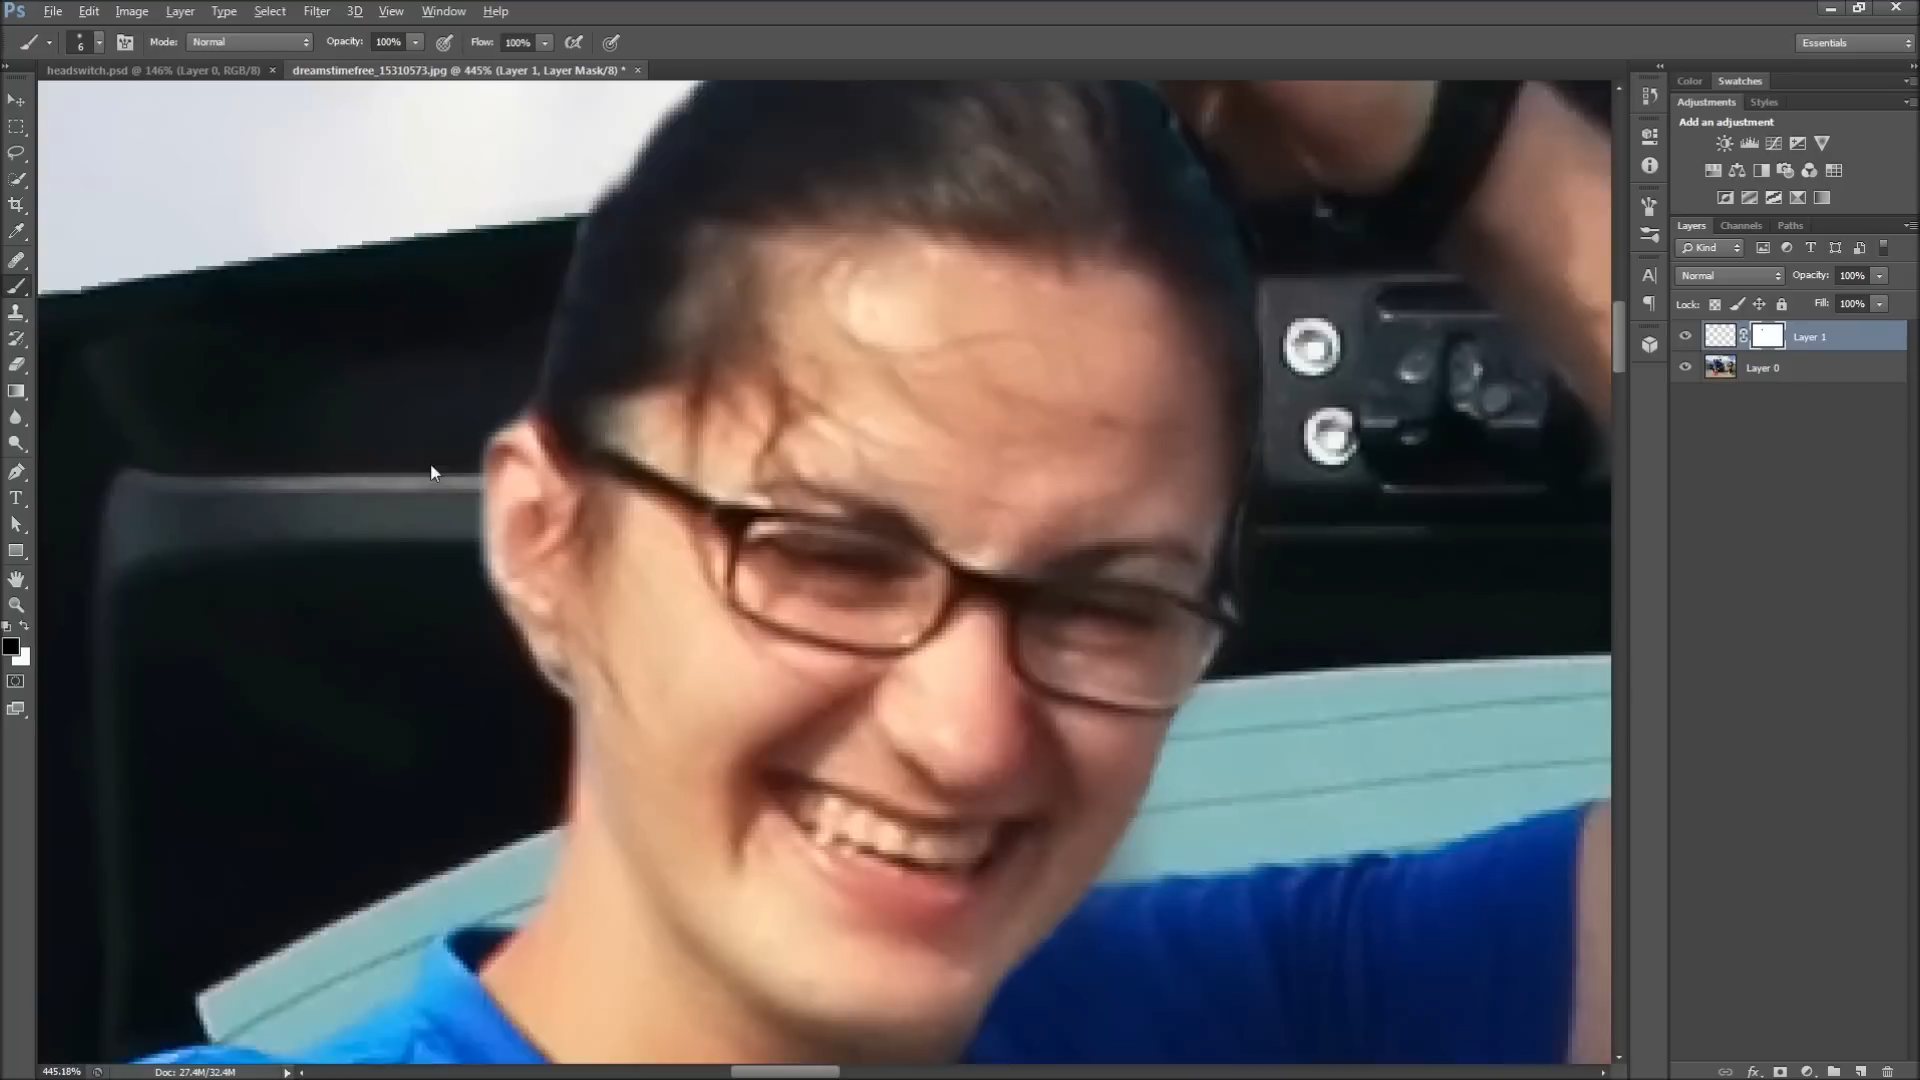 Ps File Edit Image Layer Type Select Filter 3D View Window Help
6 Mode: Normal Opacity: 100% Flow: 100% Essentials
headswitch.psd @ 146% (Layer 0, RGB/8) × dreamstimefree_15310573.jpg @ 445% (Layer 1, Layer Mask/8) * ×
Color Swatches
Adjustments Styles
Add an adjustment
Layers Channels Paths
Kind
Normal Opacity: 100%
Lock: Fill: 100%
Layer 1
Layer 0
445.18% Doc: 27.4M/32.4M